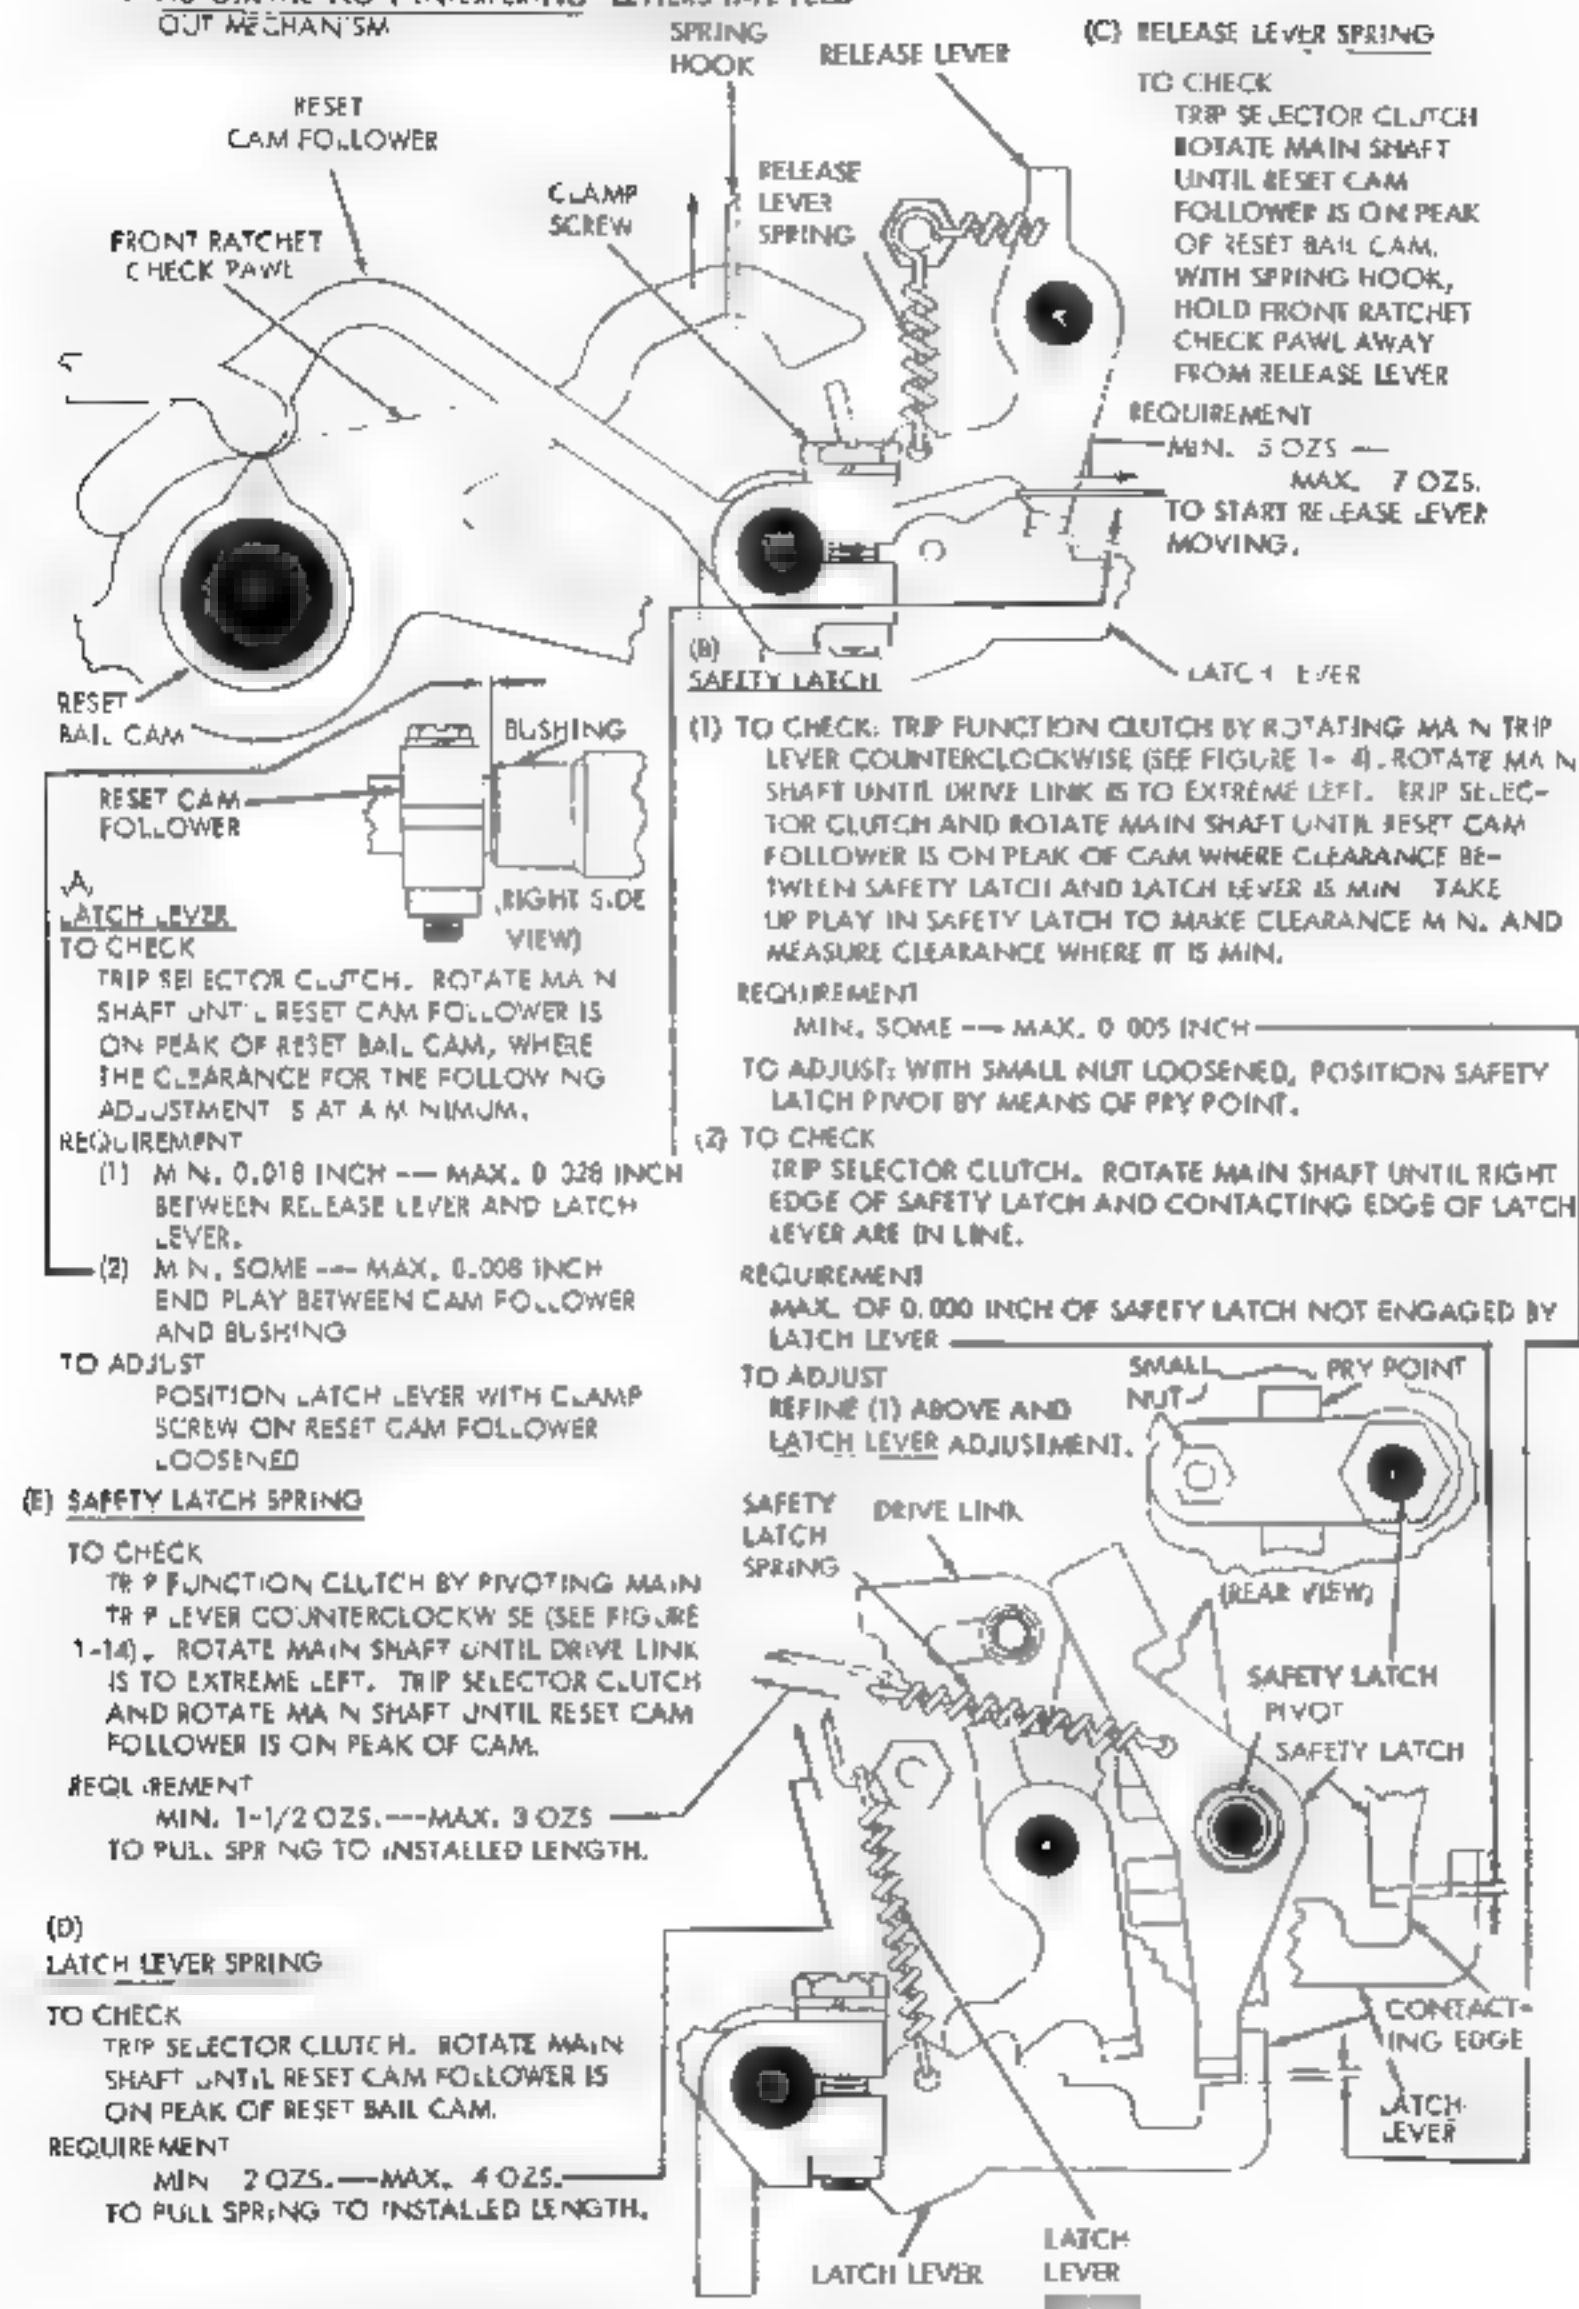 OUT MECHANISM
SPRING
HOOK
RELEASE LEVER
RESET
CAM FOLLOWER
CLAMP
SCREW
RELEASE
LEVER
SPRING
FRONT RATCHET
CHECK PAWL
(C) RELEASE LEVER SPRING
TO CHECK
TRIP SELECTOR CLUTCH
ROTATE MAIN SHAFT
UNTIL RESET CAM
FOLLOWER IS ON PEAK
OF RESET BAIL CAM.
WITH SPRING HOOK,
HOLD FRONT RATCHET
CHECK PAWL AWAY
FROM RELEASE LEVER
REQUIREMENT
MIN. 5 OZS —
MAX. 7 OZS.
TO START RELEASE LEVER
MOVING.
LATCH LEVER
RESET
BAIL CAM
BUSHING
RESET CAM
FOLLOWER
(RIGHT SIDE
VIEW)
(A)
LATCH LEVER
TO CHECK
TRIP SELECTOR CLUTCH. ROTATE MAIN
SHAFT UNTIL RESET CAM FOLLOWER IS
ON PEAK OF RESET BAIL CAM, WHERE
THE CLEARANCE FOR THE FOLLOWING
ADJUSTMENT IS AT A MINIMUM.
REQUIREMENT
(1) MIN. 0.018 INCH --- MAX. 0.028 INCH
BETWEEN RELEASE LEVER AND LATCH
LEVER.
(2) MIN. SOME --- MAX. 0.008 INCH
END PLAY BETWEEN CAM FOLLOWER
AND BUSHING
TO ADJUST
POSITION LATCH LEVER WITH CLAMP
SCREW ON RESET CAM FOLLOWER
LOOSENED
(B)
SAFETY LATCH
(1) TO CHECK: TRIP FUNCTION CLUTCH BY ROTATING MAIN TRIP
LEVER COUNTERCLOCKWISE (SEE FIGURE 1- 4). ROTATE MAIN
SHAFT UNTIL DRIVE LINK IS TO EXTREME LEFT. TRIP SELEC-
TOR CLUTCH AND ROTATE MAIN SHAFT UNTIL RESET CAM
FOLLOWER IS ON PEAK OF CAM WHERE CLEARANCE BE-
TWEEN SAFETY LATCH AND LATCH LEVER IS MIN TAKE
UP PLAY IN SAFETY LATCH TO MAKE CLEARANCE MIN. AND
MEASURE CLEARANCE WHERE IT IS MIN.
REQUIREMENT
MIN. SOME --- MAX. 0.005 INCH
TO ADJUST: WITH SMALL NUT LOOSENED, POSITION SAFETY
LATCH PIVOT BY MEANS OF PRY POINT.
(2) TO CHECK
TRIP SELECTOR CLUTCH. ROTATE MAIN SHAFT UNTIL RIGHT
EDGE OF SAFETY LATCH AND CONTACTING EDGE OF LATCH
LEVER ARE IN LINE.
REQUIREMENT
MAX. OF 0.000 INCH OF SAFETY LATCH NOT ENGAGED BY
LATCH LEVER
TO ADJUST
REFINE (1) ABOVE AND
LATCH LEVER ADJUSTMENT.
SMALL
NUT
PRY POINT
(REAR VIEW)
(E) SAFETY LATCH SPRING
TO CHECK
TRIP FUNCTION CLUTCH BY PIVOTING MAIN
TRIP LEVER COUNTERCLOCKWISE (SEE FIGURE
1-14). ROTATE MAIN SHAFT UNTIL DRIVE LINK
IS TO EXTREME LEFT. TRIP SELECTOR CLUTCH
AND ROTATE MAIN SHAFT UNTIL RESET CAM
FOLLOWER IS ON PEAK OF CAM.
REQUIREMENT
MIN. 1-1/2 OZS.---MAX. 3 OZS
TO PULL SPRING TO INSTALLED LENGTH.
SAFETY
LATCH
SPRING
DRIVE LINK
SAFETY LATCH
PIVOT
SAFETY LATCH
(D)
LATCH LEVER SPRING
TO CHECK
TRIP SELECTOR CLUTCH. ROTATE MAIN
SHAFT UNTIL RESET CAM FOLLOWER IS
ON PEAK OF RESET BAIL CAM.
REQUIREMENT
MIN 2 OZS.---MAX. 4 OZS.
TO PULL SPRING TO INSTALLED LENGTH.
CONTACT-
ING EDGE
LATCH
LEVER
LATCH LEVER
LATCH
LEVER